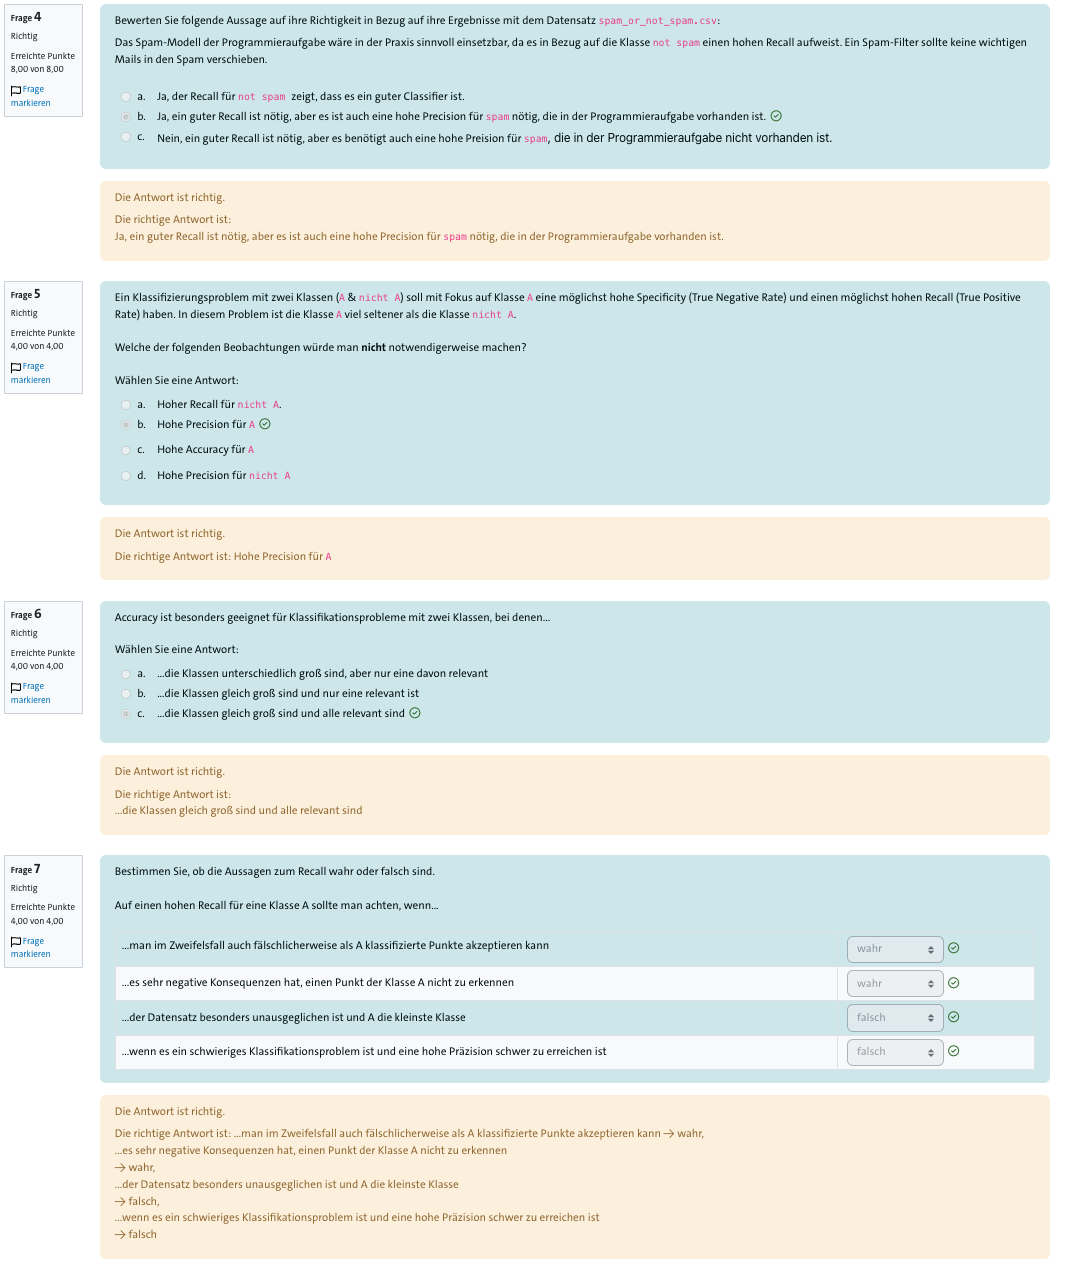 Frage 4
Richtig
Erreichte Punkte
8,00 von 8,00
Frage
markieren
Bewerten Sie folgende Aussage auf ihre Richtigkeit in Bezug auf ihre Ergebnisse mit dem Datensatz spam_or_not_spam.csv:
Das Spam-Modell der Programmieraufgabe wäre in der Praxis sinnvoll einsetzbar, da es in Bezug auf die Klasse not spam einen hohen Recall aufweist. Ein Spam-Filter sollte keine wichtigen
Mails in den Spam verschieben.
a. Ja, der Recall für not spam zeigt, dass es ein guter Classifier ist.
b. Ja, ein guter Recall ist nötig, aber es ist auch eine hohe Precision für spam nötig, die in der Programmieraufgabe vorhanden ist.
c. Nein, ein guter Recall ist nötig, aber es benötigt auch eine hohe Preision für spam, die in der Programmieraufgabe nicht vorhanden ist.
Die Antwort ist richtig.
Die richtige Antwort ist:
Ja, ein guter Recall ist nötig, aber es ist auch eine hohe Precision für spam nötig, die in der Programmieraufgabe vorhanden ist.
Frage 5
Richtig
Erreichte Punkte
4,00 von 4,00
Frage
markieren
Ein Klassifizierungsproblem mit zwei Klassen (A & nicht A) soll mit Fokus auf Klasse A eine möglichst hohe Specificity (True Negative Rate) und einen möglichst hohen Recall (True Positive
Rate) haben. In diesem Problem ist die Klasse A viel seltener als die Klasse nicht A.
Welche der folgenden Beobachtungen würde man nicht notwendigerweise machen?
Wählen Sie eine Antwort:
a. Hoher Recall für nicht A.
b. Hohe Precision für A
c. Hohe Accuracy für A
d. Hohe Precision für nicht A
Die Antwort ist richtig.
Die richtige Antwort ist: Hohe Precision für A
Frage 6
Richtig
Erreichte Punkte
4,00 von 4,00
Frage
markieren
Accuracy ist besonders geeignet für Klassifikationsprobleme mit zwei Klassen, bei denen...
Wählen Sie eine Antwort:
a. ...die Klassen unterschiedlich groß sind, aber nur eine davon relevant
b. ...die Klassen gleich groß sind und nur eine relevant ist
c. ...die Klassen gleich groß sind und alle relevant sind
Die Antwort ist richtig.
Die richtige Antwort ist:
...die Klassen gleich groß sind und alle relevant sind
Frage 7
Richtig
Erreichte Punkte
4,00 von 4,00
Frage
markieren
Bestimmen Sie, ob die Aussagen zum Recall wahr oder falsch sind.
Auf einen hohen Recall für eine Klasse A sollte man achten, wenn...
...man im Zweifelsfall auch fälschlicherweise als A klassifizierte Punkte akzeptieren kann wahr
...es sehr negative Konsequenzen hat, einen Punkt der Klasse A nicht zu erkennen wahr
...der Datensatz besonders unausgeglichen ist und A die kleinste Klasse falsch
...wenn es ein schwieriges Klassifikationsproblem ist und eine hohe Präzision schwer zu erreichen ist falsch
Die Antwort ist richtig.
Die richtige Antwort ist: ...man im Zweifelsfall auch fälschlicherweise als A klassifizierte Punkte akzeptieren kann → wahr,
...es sehr negative Konsequenzen hat, einen Punkt der Klasse A nicht zu erkennen
→ wahr,
...der Datensatz besonders unausgeglichen ist und A die kleinste Klasse
→ falsch,
...wenn es ein schwieriges Klassifikationsproblem ist und eine hohe Präzision schwer zu erreichen ist
→ falsch